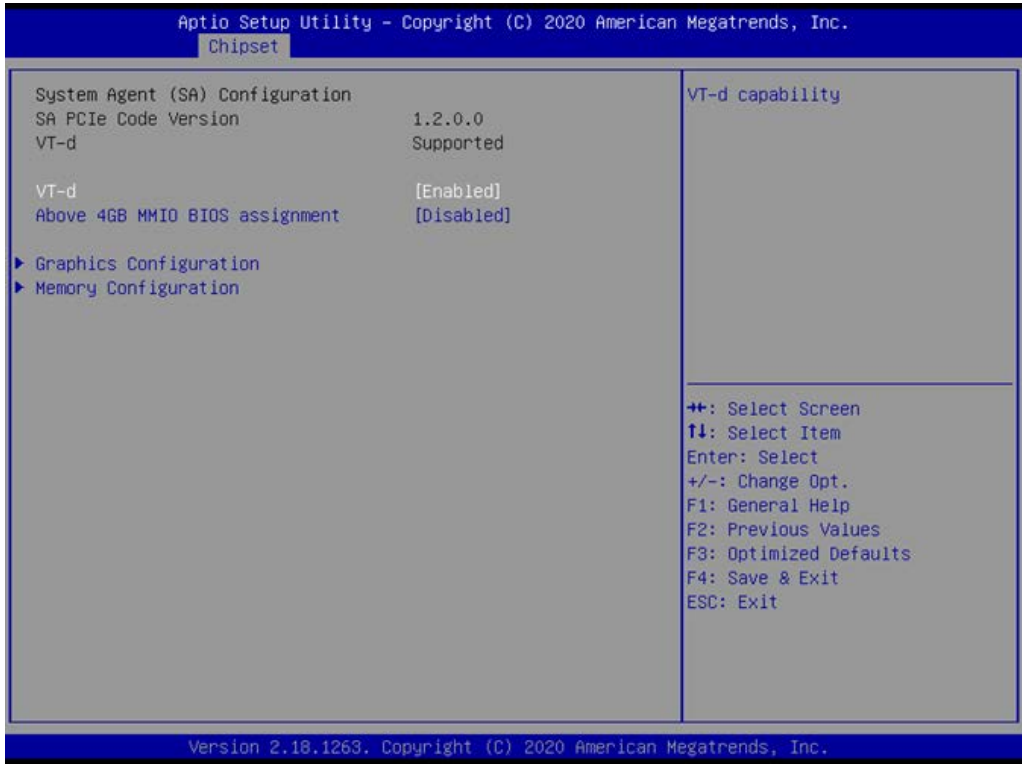 Aptio Setup Utility - Copyright (C) 2020 American Megatrends, Inc.
Chipset
System Agent (SA) Configuration
SA PCIe Code Version 1.2.0.0
VT-d Supported
VT-d [Enabled]
Above 4GB MMIO BIOS assignment [Disabled]
Graphics Configuration
Memory Configuration
VT-d capability
→←: Select Screen
↑↓: Select Item
Enter: Select
+/-: Change Opt.
F1: General Help
F2: Previous Values
F3: Optimized Defaults
F4: Save & Exit
ESC: Exit
Version 2.18.1263. Copyright (C) 2020 American Megatrends, Inc.